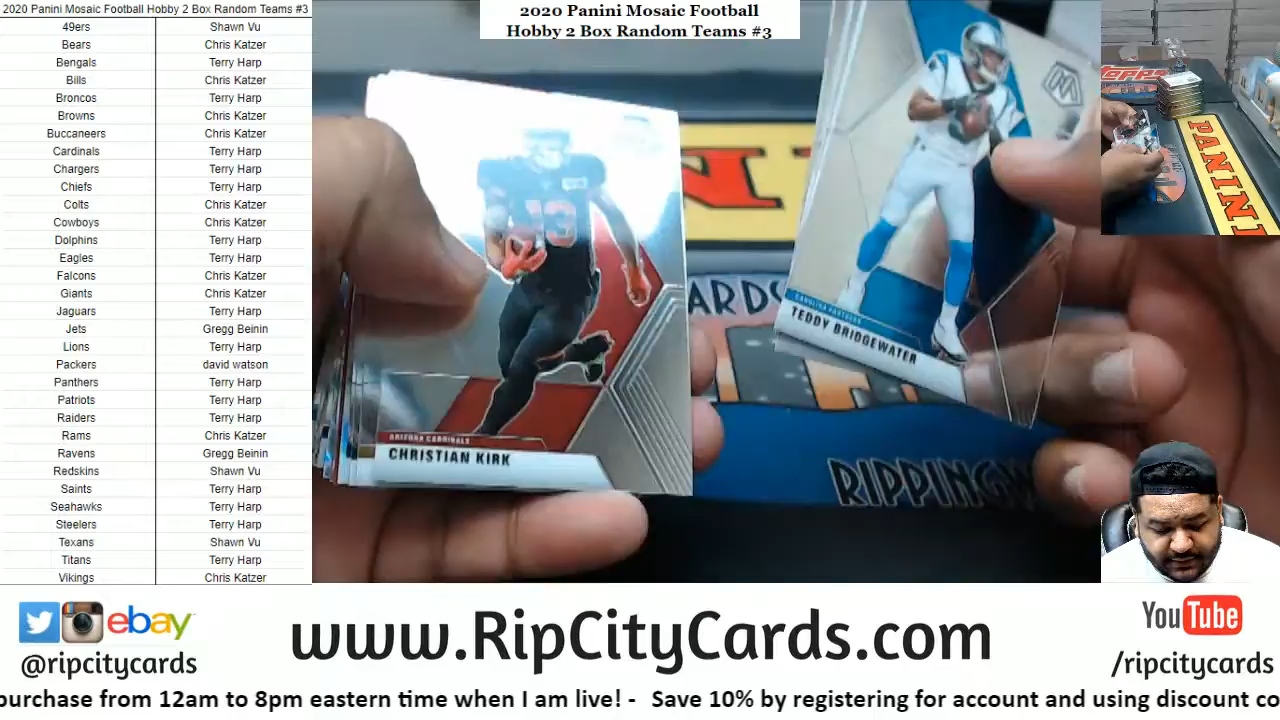 2020 Panini Mosaic Football Hobby 2 Box Random Teams #3
49ers Shawn Vu
Bears Chris Katzer
Bengals Terry Harp
Bills Chris Katzer
Broncos Terry Harp
Browns Chris Katzer
Buccaneers Chris Katzer
Cardinals Terry Harp
Chargers Terry Harp
Chiefs Terry Harp
Colts Chris Katzer
Cowboys Chris Katzer
Dolphins Terry Harp
Eagles Terry Harp
Falcons Chris Katzer
Giants Chris Katzer
Jaguars Terry Harp
Jets Gregg Beinin
Lions Terry Harp
Packers david watson
Panthers Terry Harp
Patriots Terry Harp
Raiders Terry Harp
Rams Chris Katzer
Ravens Gregg Beinin
Redskins Shawn Vu
Saints Terry Harp
Seahawks Terry Harp
Steelers Terry Harp
Texans Shawn Vu
Titans Terry Harp
Vikings Chris Katzer
2020 Panini Mosaic Football
Hobby 2 Box Random Teams #3
13
ARIZONA CARDINALS
CHRISTIAN KIRK
CAROLINA PANTHERS
TEDDY BRIDGEWATER
ARDS
RIPPING
topps
PANINI
ebay
@ripcitycards
www.RipCityCards.com
YouTube
/ripcitycards
purchase from 12am to 8pm eastern time when I am live! - Save 10% by registering for account and using discount co